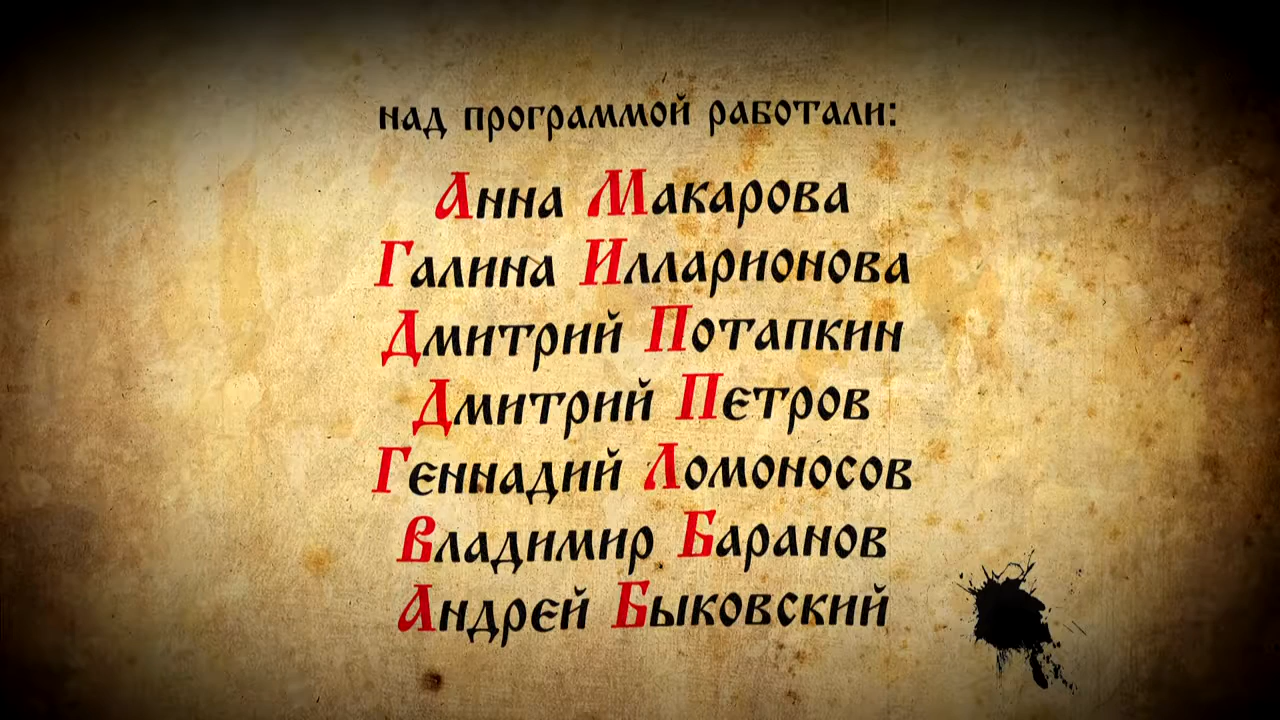 над программой работали:
Анна Макарова
Галина Илларионова
Дмитрий Потапкин
Дмитрий Петров
Геннадий Ломоносов
Владимир Баранов
Андрей Быковский